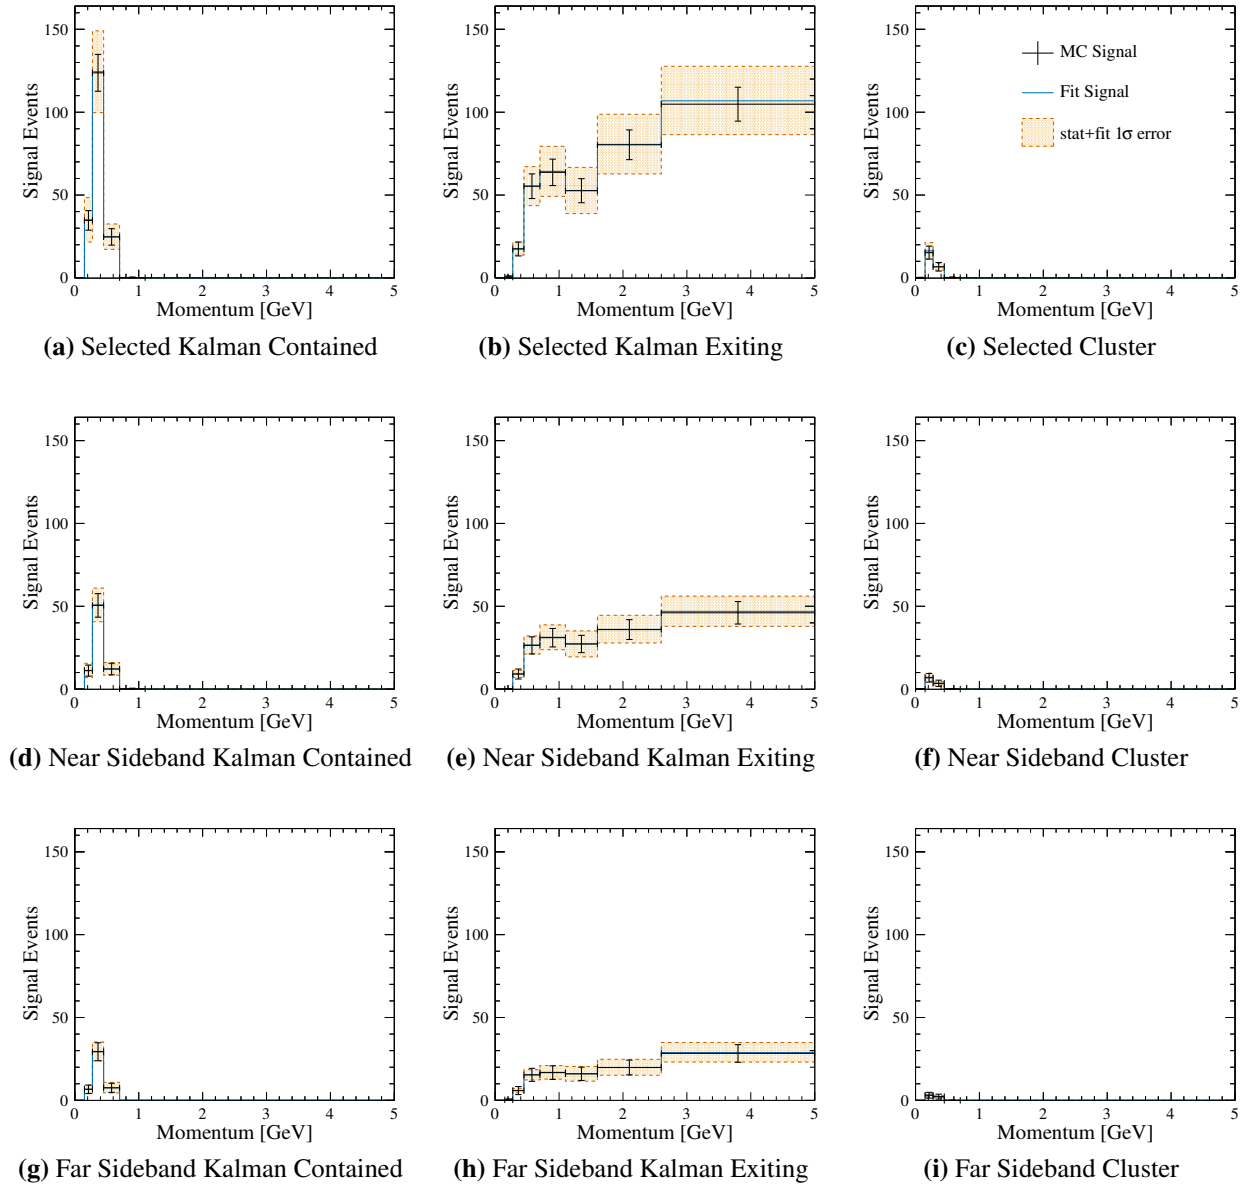 150
100
50
0
Signal Events
0 1 2 3 4 5
Momentum [GeV]
(a) Selected Kalman Contained
150
100
50
0
Signal Events
0 1 2 3 4 5
Momentum [GeV]
(b) Selected Kalman Exiting
150
100
50
0
Signal Events
MC Signal
Fit Signal
stat+fit 1σ error
0 1 2 3 4 5
Momentum [GeV]
(c) Selected Cluster
150
100
50
0
Signal Events
0 1 2 3 4 5
Momentum [GeV]
(d) Near Sideband Kalman Contained
150
100
50
0
Signal Events
0 1 2 3 4 5
Momentum [GeV]
(e) Near Sideband Kalman Exiting
150
100
50
0
Signal Events
0 1 2 3 4 5
Momentum [GeV]
(f) Near Sideband Cluster
150
100
50
0
Signal Events
0 1 2 3 4 5
Momentum [GeV]
(g) Far Sideband Kalman Contained
150
100
50
0
Signal Events
0 1 2 3 4 5
Momentum [GeV]
(h) Far Sideband Kalman Exiting
150
100
50
0
Signal Events
0 1 2 3 4 5
Momentum [GeV]
(i) Far Sideband Cluster